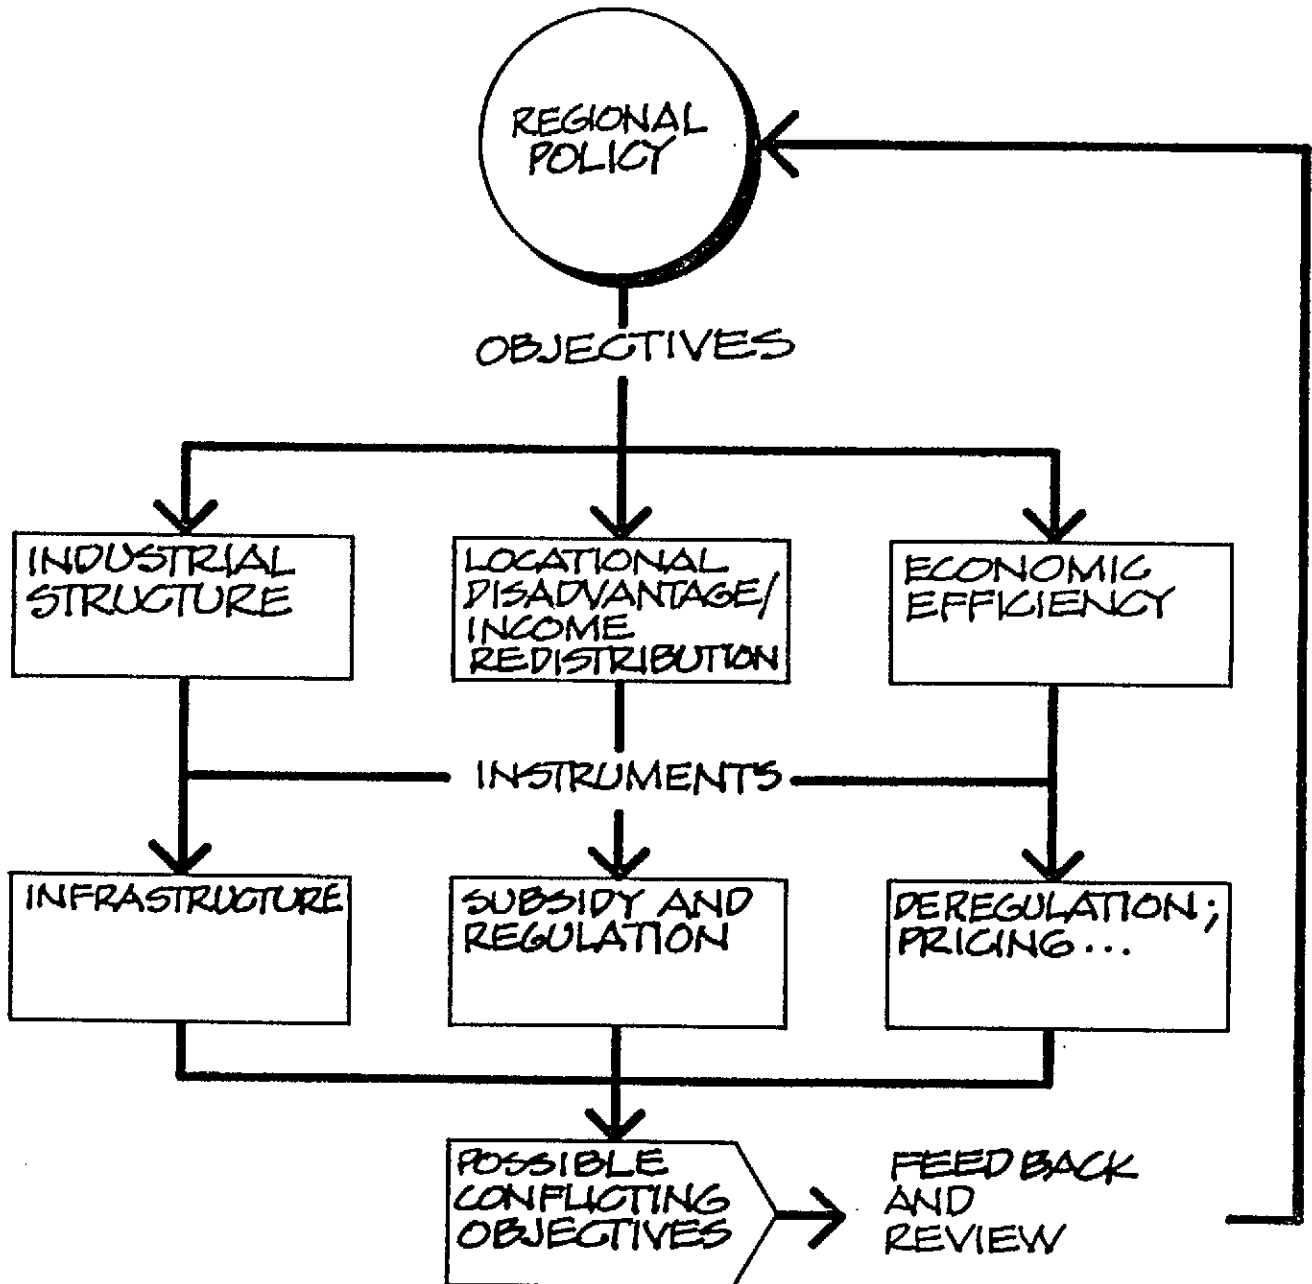 REGIONAL
POLICY
OBJECTIVES
INDUSTRIAL
STRUCTURE
LOCATIONAL
DISADVANTAGE/
INCOME
REDISTRIBUTION
ECONOMIC
EFFICIENCY
INSTRUMENTS
INFRASTRUCTURE
SUBSIDY AND
REGULATION
DEREGULATION;
PRICING...
POSSIBLE
CONFLICTING
OBJECTIVES
FEED BACK
AND
REVIEW